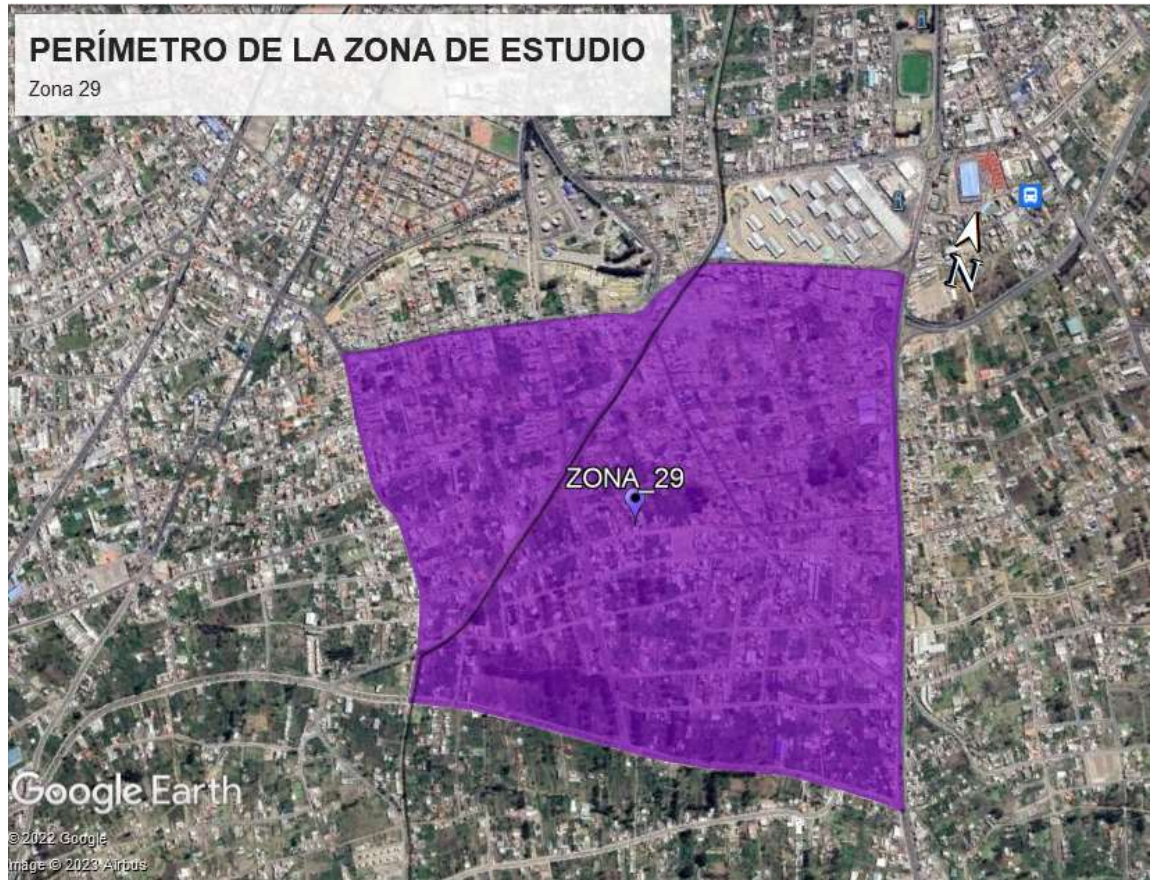 PERÍMETRO DE LA ZONA DE ESTUDIO
Zona 29
N
ZONA_29
Google Earth
© 2022 Google
Image © 2023 Airbus